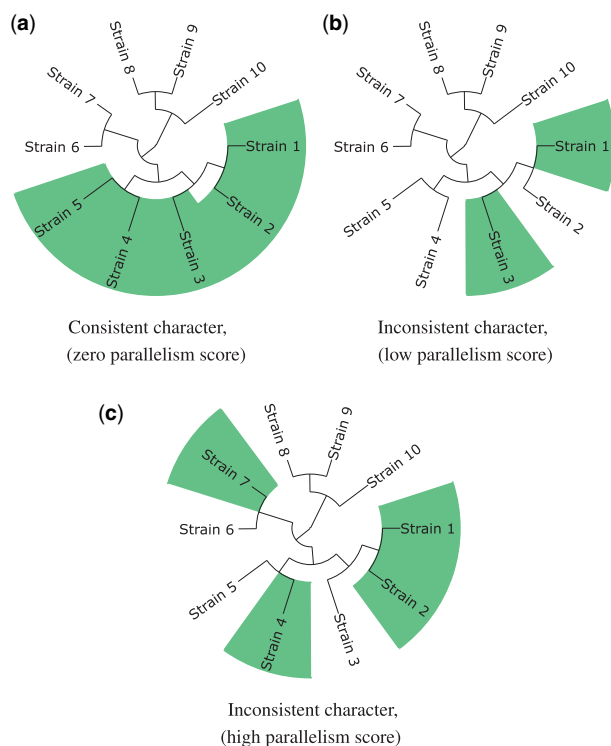 (a)
Strain 8
Strain 9
Strain 7
Strain 10
Strain 6
Strain 1
Strain 5
Strain 2
Strain 4
Strain 3
Consistent character,
(zero parallelism score)
(b)
Strain 8
Strain 9
Strain 7
Strain 10
Strain 6
Strain 1
Strain 5
Strain 2
Strain 4
Strain 3
Inconsistent character,
(low parallelism score)
(c)
Strain 8
Strain 9
Strain 7
Strain 10
Strain 6
Strain 1
Strain 5
Strain 2
Strain 4
Strain 3
Inconsistent character,
(high parallelism score)